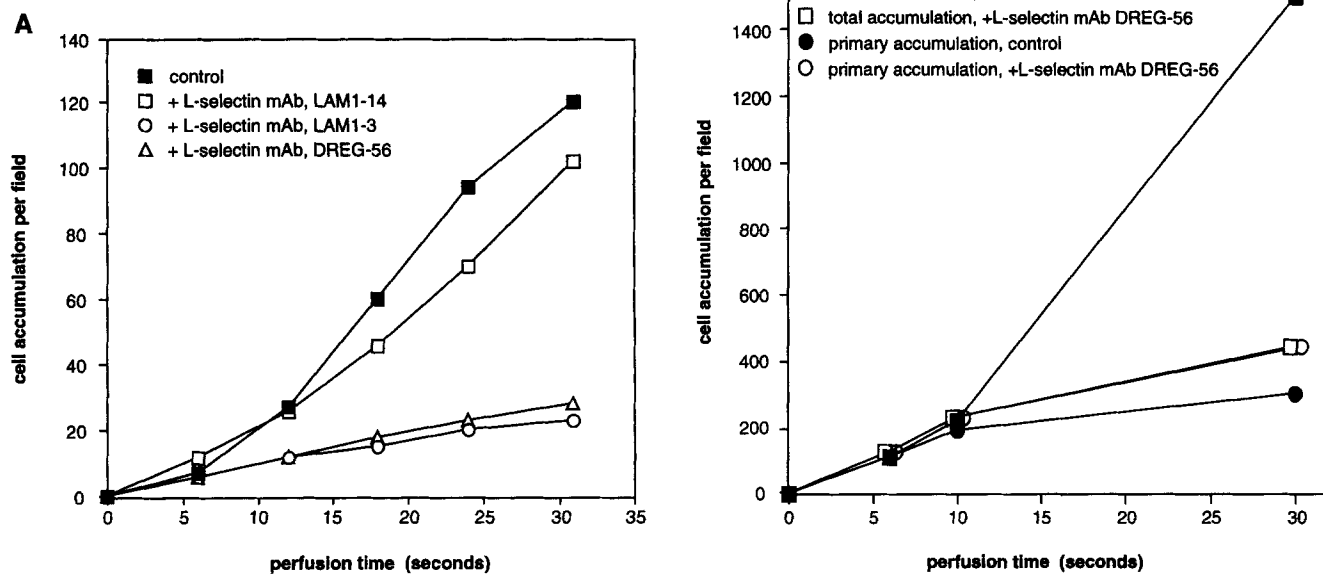 A
140
120
100
80
60
40
20
0
cell accumulation per field
control
+ L-selectin mAb, LAM1-14
+ L-selectin mAb, LAM1-3
+ L-selectin mAb, DREG-56
0 5 10 15 20 25 30 35
perfusion time (seconds)
total accumulation, +L-selectin mAb DREG-56
primary accumulation, control
primary accumulation, +L-selectin mAb DREG-56
1400
1200
1000
800
600
400
200
0
cell accumulation per field
0 5 10 15 20 25 30
perfusion time (seconds)